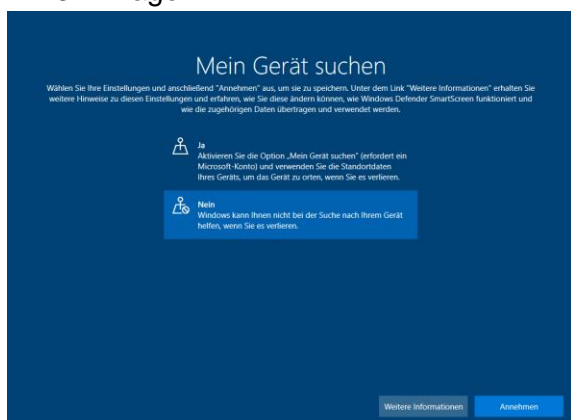 Mein Gerät suchen
Wählen Sie Ihre Einstellungen und anschließend "Annehmen" aus, um sie zu speichern. Unter dem Link "Weitere Informationen" erhalten Sie
weitere Hinweise zu diesen Einstellungen und erfahren, wie Sie diese ändern können, wie Windows Defender SmartScreen funktioniert und
wie die zugehörigen Daten übertragen und verwendet werden.
Ja
Aktivieren Sie die Option „Mein Gerät suchen" (erfordert ein
Microsoft-Konto) und verwenden Sie die Standortdaten
Ihres Geräts, um das Gerät zu orten, wenn Sie es verlieren.
Nein
Windows kann Ihnen nicht bei der Suche nach Ihrem Gerät
helfen, wenn Sie es verlieren.
Weitere Informationen
Annehmen